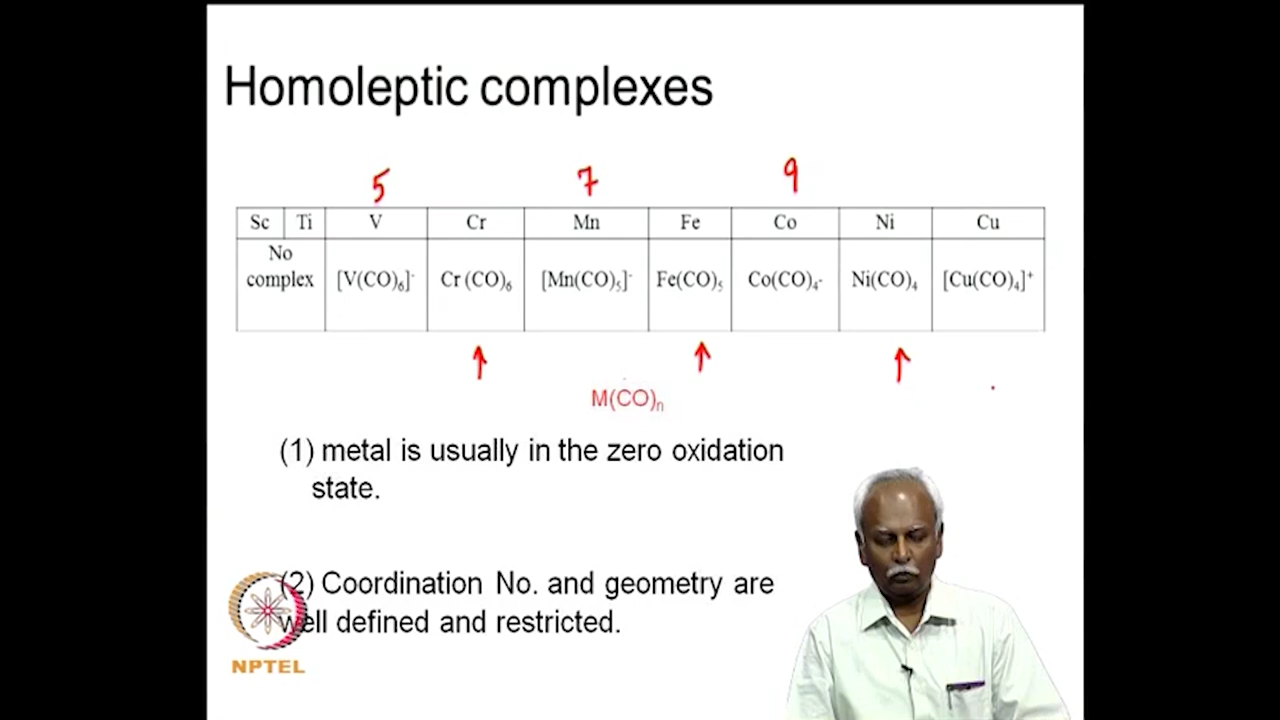 Homoleptic complexes
5 7 9
Sc Ti V Cr Mn Fe Co Ni Cu
No complex [V(CO)₆]⁻ Cr (CO)₆ [Mn(CO)₅]⁻ Fe(CO)₅ Co(CO)₄- Ni(CO)₄ [Cu(CO)₄]⁺
M(CO)ₙ
(1) metal is usually in the zero oxidation
state.
(2) Coordination No. and geometry are
well defined and restricted.
NPTEL